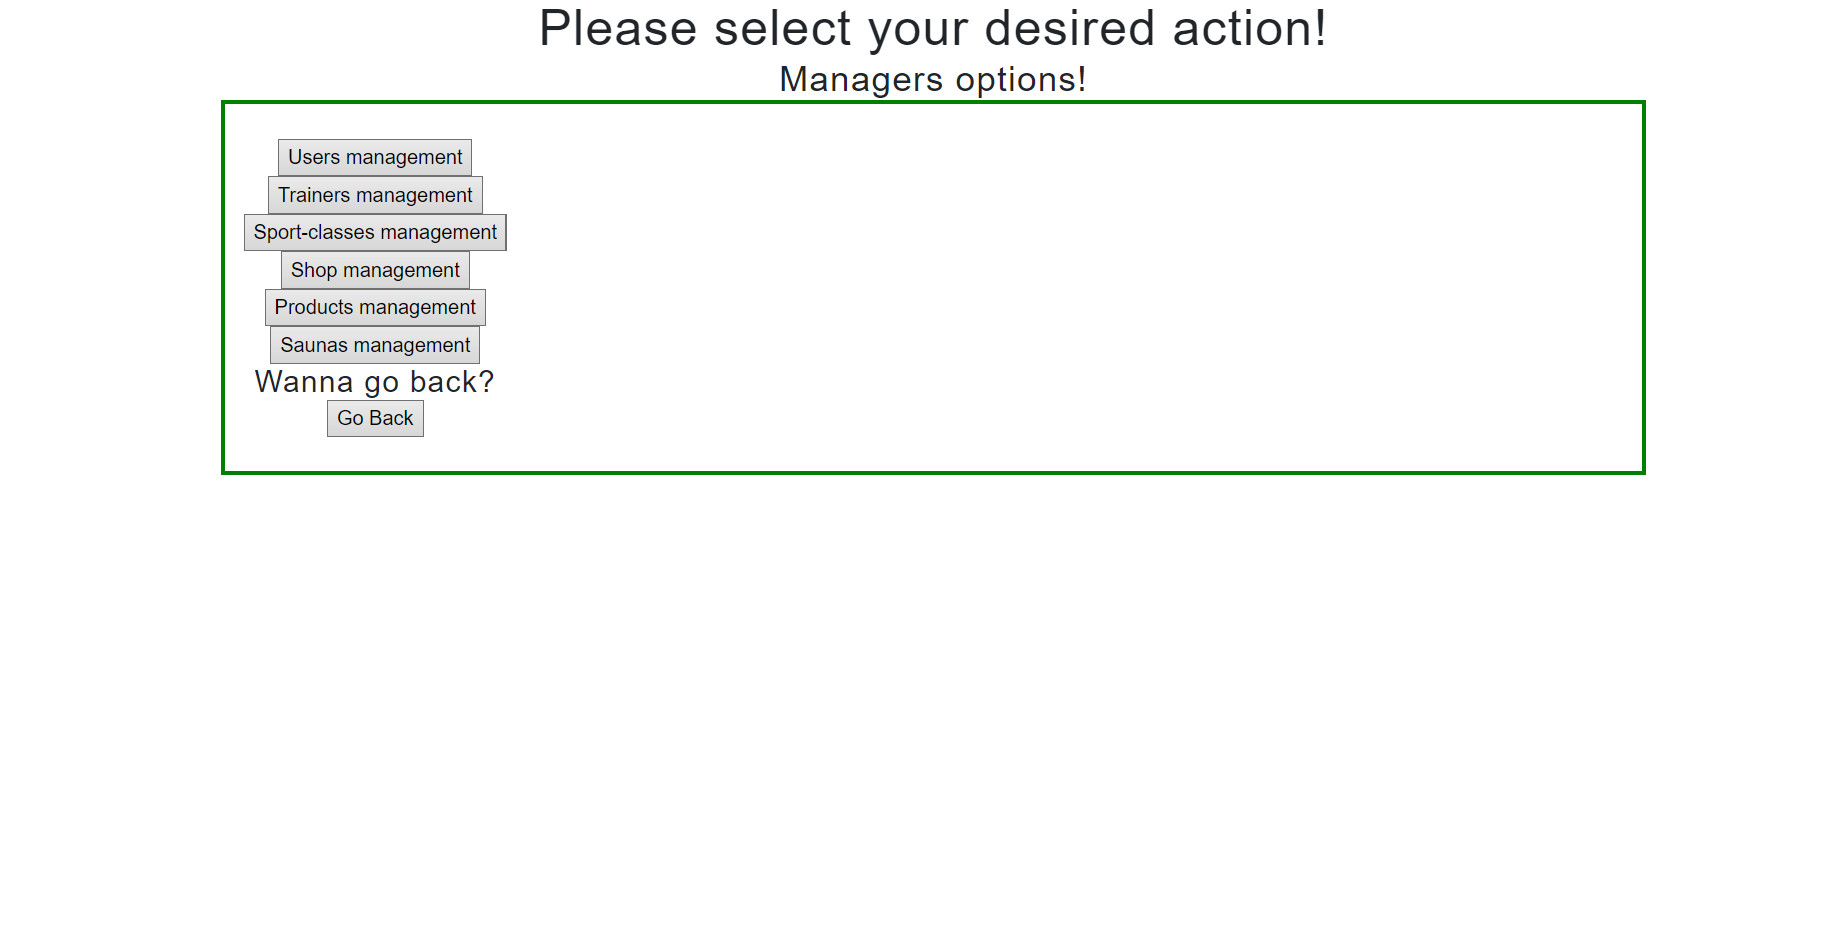 Please select your desired action!
Managers options!
Users management
Trainers management
Sport-classes management
Shop management
Products management
Saunas management
Wanna go back?
Go Back